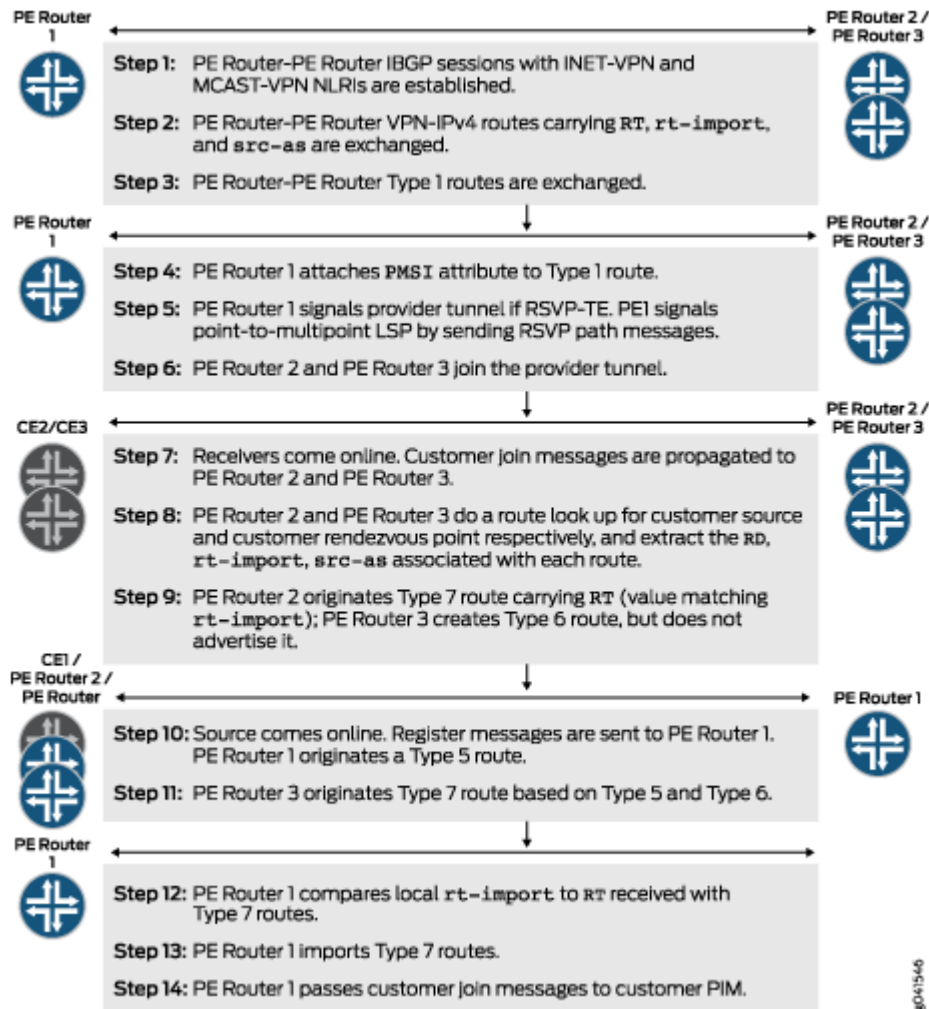 PE Router
1
PE Router 2 /
PE Router 3
Step 1: PE Router-PE Router IBGP sessions with INET-VPN and
MCAST-VPN NLRIs are established.
Step 2: PE Router-PE Router VPN-IPv4 routes carrying RT, rt-import,
and src-as are exchanged.
Step 3: PE Router-PE Router Type 1 routes are exchanged.
PE Router
1
PE Router 2 /
PE Router 3
Step 4: PE Router 1 attaches PMSI attribute to Type 1 route.
Step 5: PE Router 1 signals provider tunnel if RSVP-TE. PE1 signals
point-to-multipoint LSP by sending RSVP path messages.
Step 6: PE Router 2 and PE Router 3 join the provider tunnel.
CE2/CE3
PE Router 2 /
PE Router 3
Step 7: Receivers come online. Customer join messages are propagated to
PE Router 2 and PE Router 3.
Step 8: PE Router 2 and PE Router 3 do a route look up for customer source
and customer rendezvous point respectively, and extract the RD,
rt-import, src-as associated with each route.
Step 9: PE Router 2 originates Type 7 route carrying RT (value matching
rt-import); PE Router 3 creates Type 6 route, but does not
advertise it.
CE1 /
PE Router 2 /
PE Router
PE Router 1
Step 10: Source comes online. Register messages are sent to PE Router 1.
PE Router 1 originates a Type 5 route.
Step 11: PE Router 3 originates Type 7 route based on Type 5 and Type 6.
PE Router
1
Step 12: PE Router 1 compares local rt-import to RT received with
Type 7 routes.
Step 13: PE Router 1 imports Type 7 routes.
Step 14: PE Router 1 passes customer join messages to customer PIM.
g041546